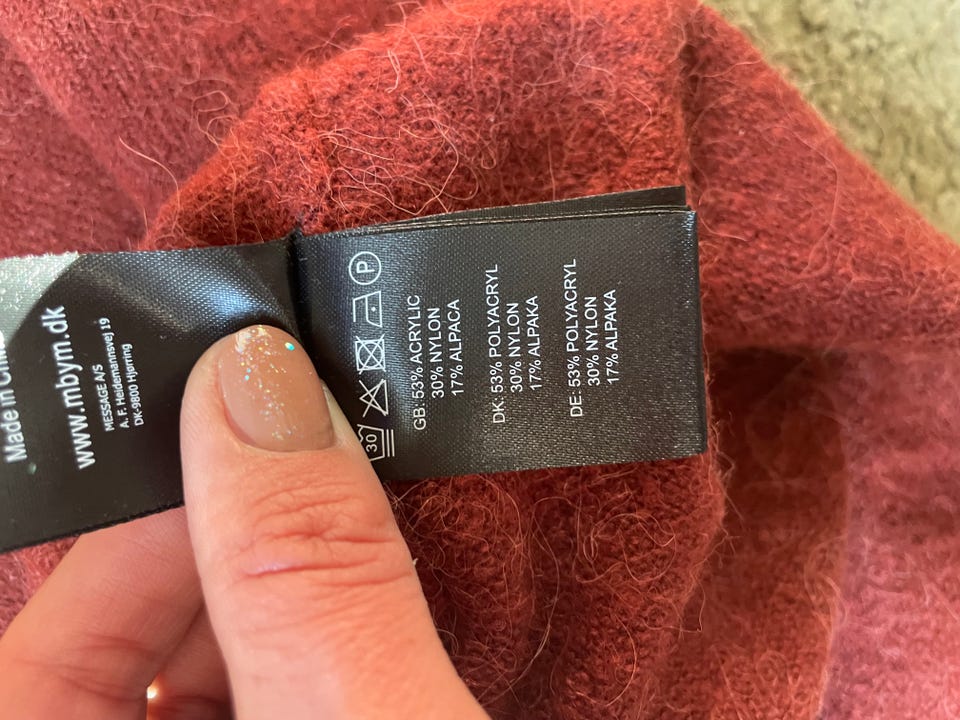 Made in
www.mbym.dk
MESSAGE A/S
A. F. Heidemannsvej 19
DK-9800 Hjørring
30
P
GB: 53% ACRYLIC
30% NYLON
17% ALPACA
DK: 53% POLYACRYL
30% NYLON
17% ALPAKA
DE: 53% POLYACRYL
30% NYLON
17% ALPAKA